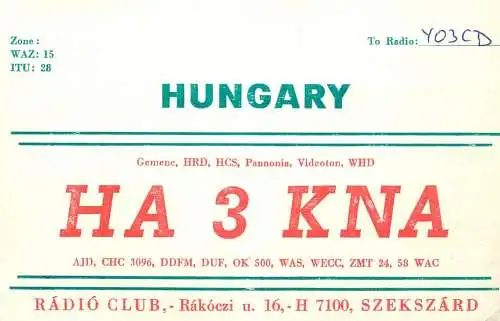 Zone :
WAZ: 15
ITU: 28
To Radio: YO3CD
HUNGARY
Gemenc, HRD, HCS, Pannonia, Videoton, WHD
HA 3 KNA
AJD, CHC 3096, DDFM, DUF, OK 500, WAS, WECC, ZMT 24, 58 WAC
RÁDIÓ CLUB,- Rákóczi u. 16,- H 7100, SZEKSZÁRD